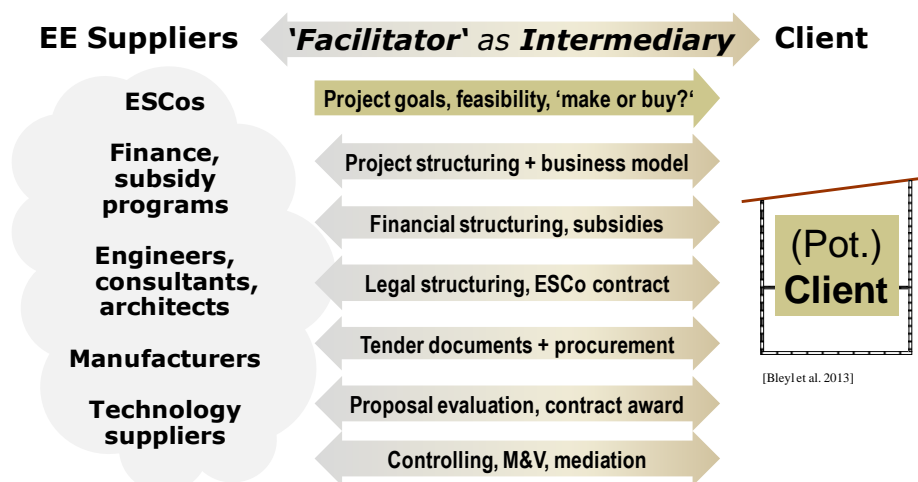 EE Suppliers
‘Facilitator‘ as Intermediary
Client
ESCos
Finance,
subsidy
programs
Engineers,
consultants,
architects
Manufacturers
Technology
suppliers
Project goals, feasibility, ‘make or buy?‘
Project structuring + business model
Financial structuring, subsidies
Legal structuring, ESCo contract
Tender documents + procurement
Proposal evaluation, contract award
Controlling, M&V, mediation
(Pot.)
Client
[Bleyl et al. 2013]